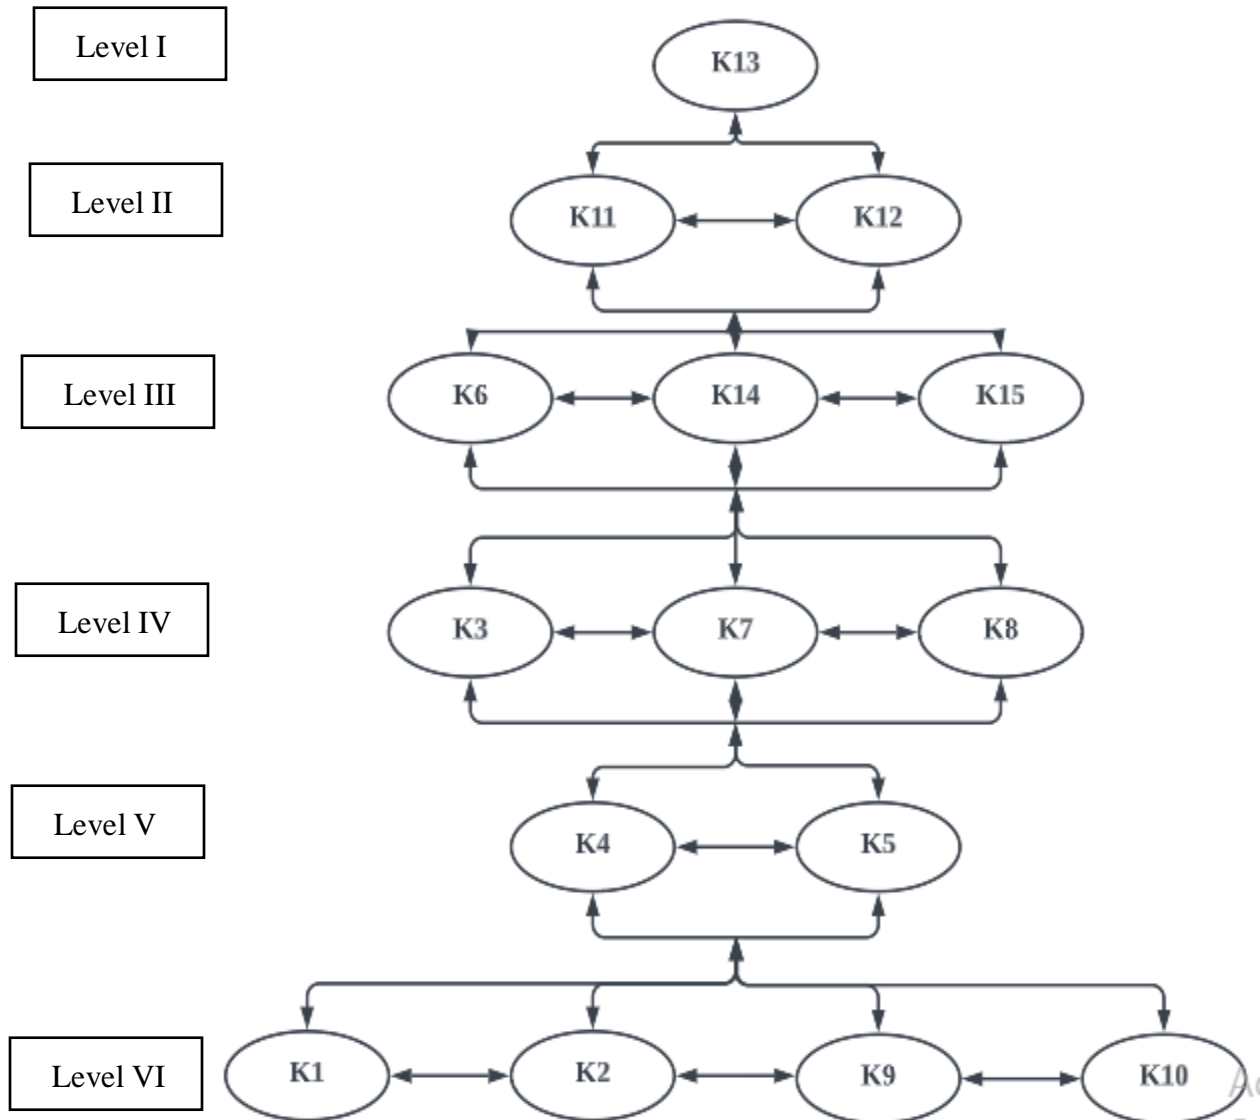 Level I
K13
Level II
K11 K12
Level III
K6 K14 K15
Level IV
K3 K7 K8
Level V
K4 K5
Level VI
K1 K2 K9 K10